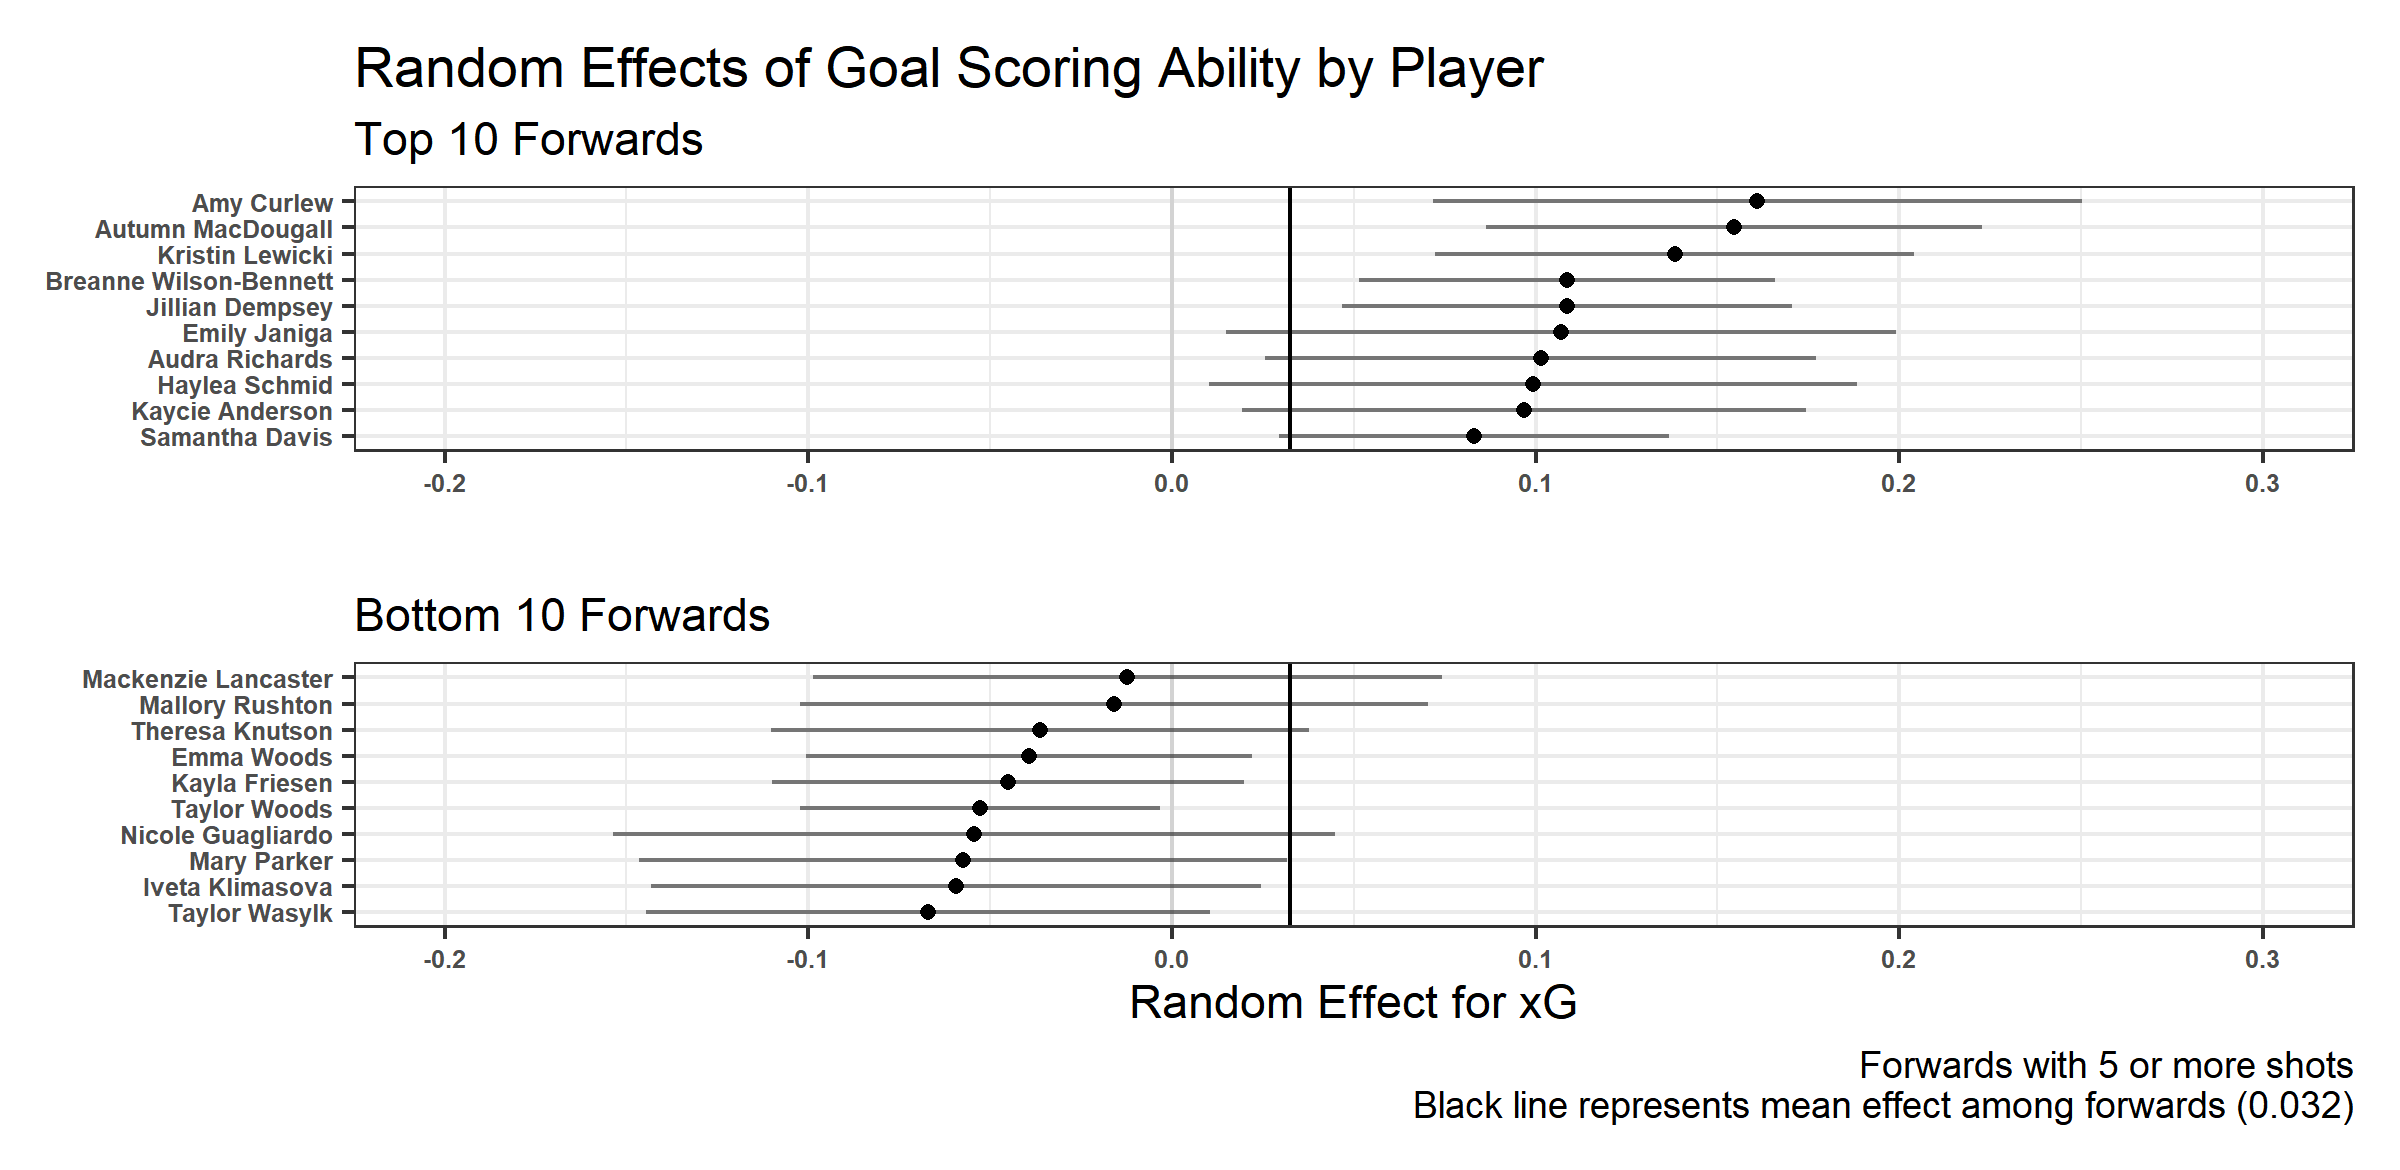 Random Effects of Goal Scoring Ability by Player
Top 10 Forwards
Amy Curlew
Autumn MacDougall
Kristin Lewicki
Breanne Wilson-Bennett
Jillian Dempsey
Emily Janiga
Audra Richards
Haylea Schmid
Kaycie Anderson
Samantha Davis
-0.2 -0.1 0.0 0.1 0.2 0.3
Bottom 10 Forwards
Mackenzie Lancaster
Mallory Rushton
Theresa Knutson
Emma Woods
Kayla Friesen
Taylor Woods
Nicole Guagliardo
Mary Parker
Iveta Klimasova
Taylor Wasylk
-0.2 -0.1 0.0 0.1 0.2 0.3
Random Effect for xG
Forwards with 5 or more shots
Black line represents mean effect among forwards (0.032)